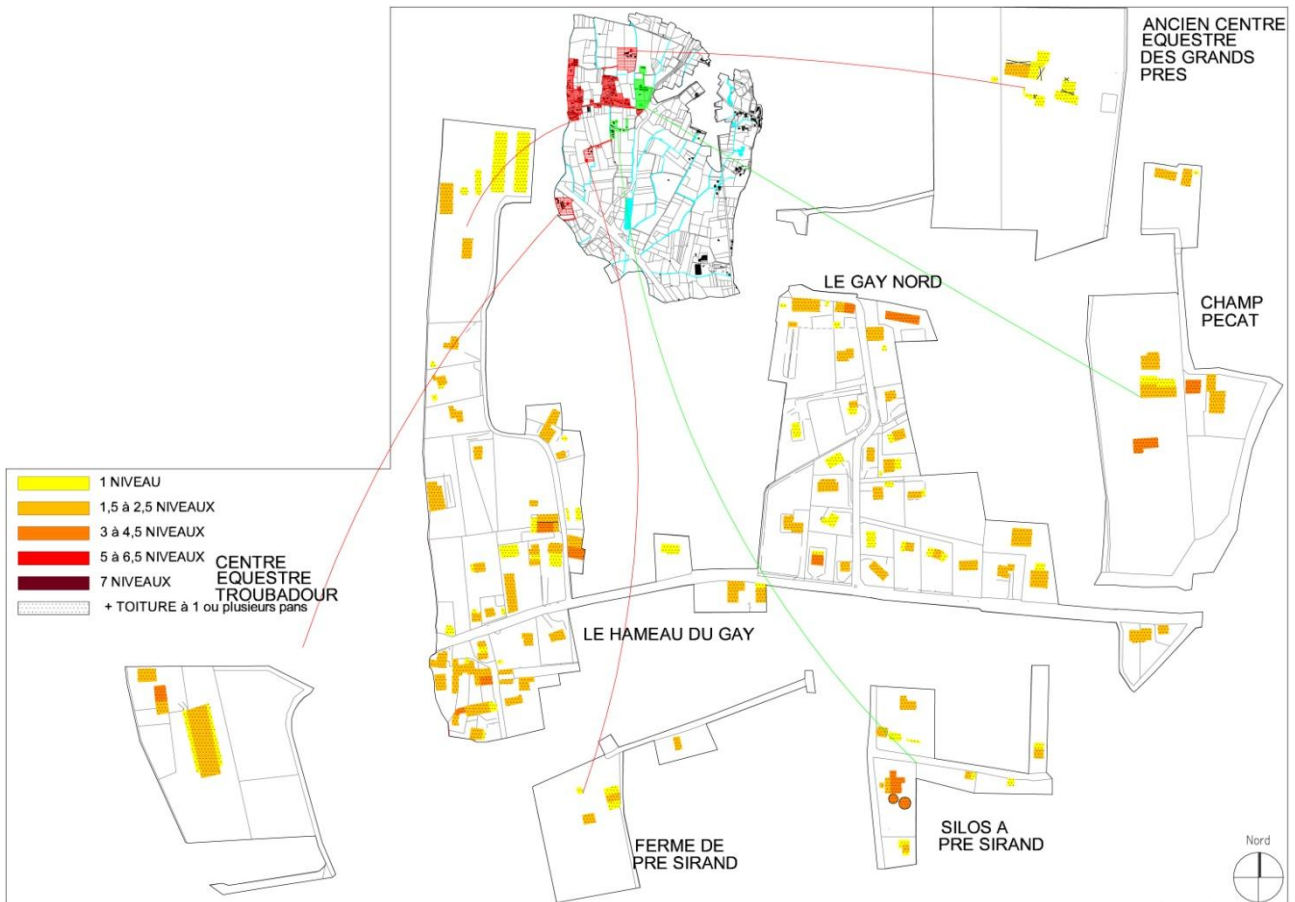 ANCIEN CENTRE
EQUESTRE
DES GRANDS
PRES
LE GAY NORD
CHAMP
PECAT
1 NIVEAU
1,5 à 2,5 NIVEAUX
3 à 4,5 NIVEAUX
5 à 6,5 NIVEAUX
7 NIVEAUX
+ TOITURE à 1 ou plusieurs pans
CENTRE
EQUESTRE
TROUBADOUR
LE HAMEAU DU GAY
FERME DE
PRE SIRAND
SILOS A
PRE SIRAND
Nord